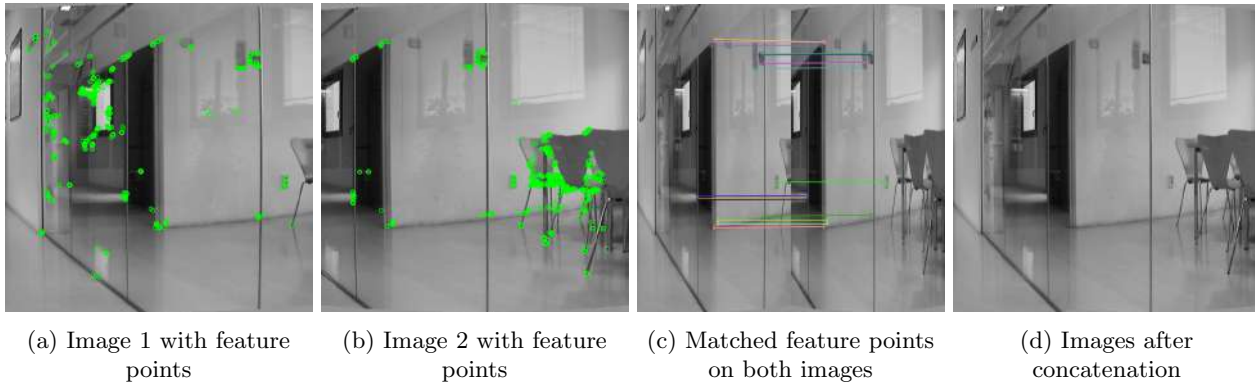 (a) Image 1 with feature
points
(b) Image 2 with feature
points
(c) Matched feature points
on both images
(d) Images after
concatenation